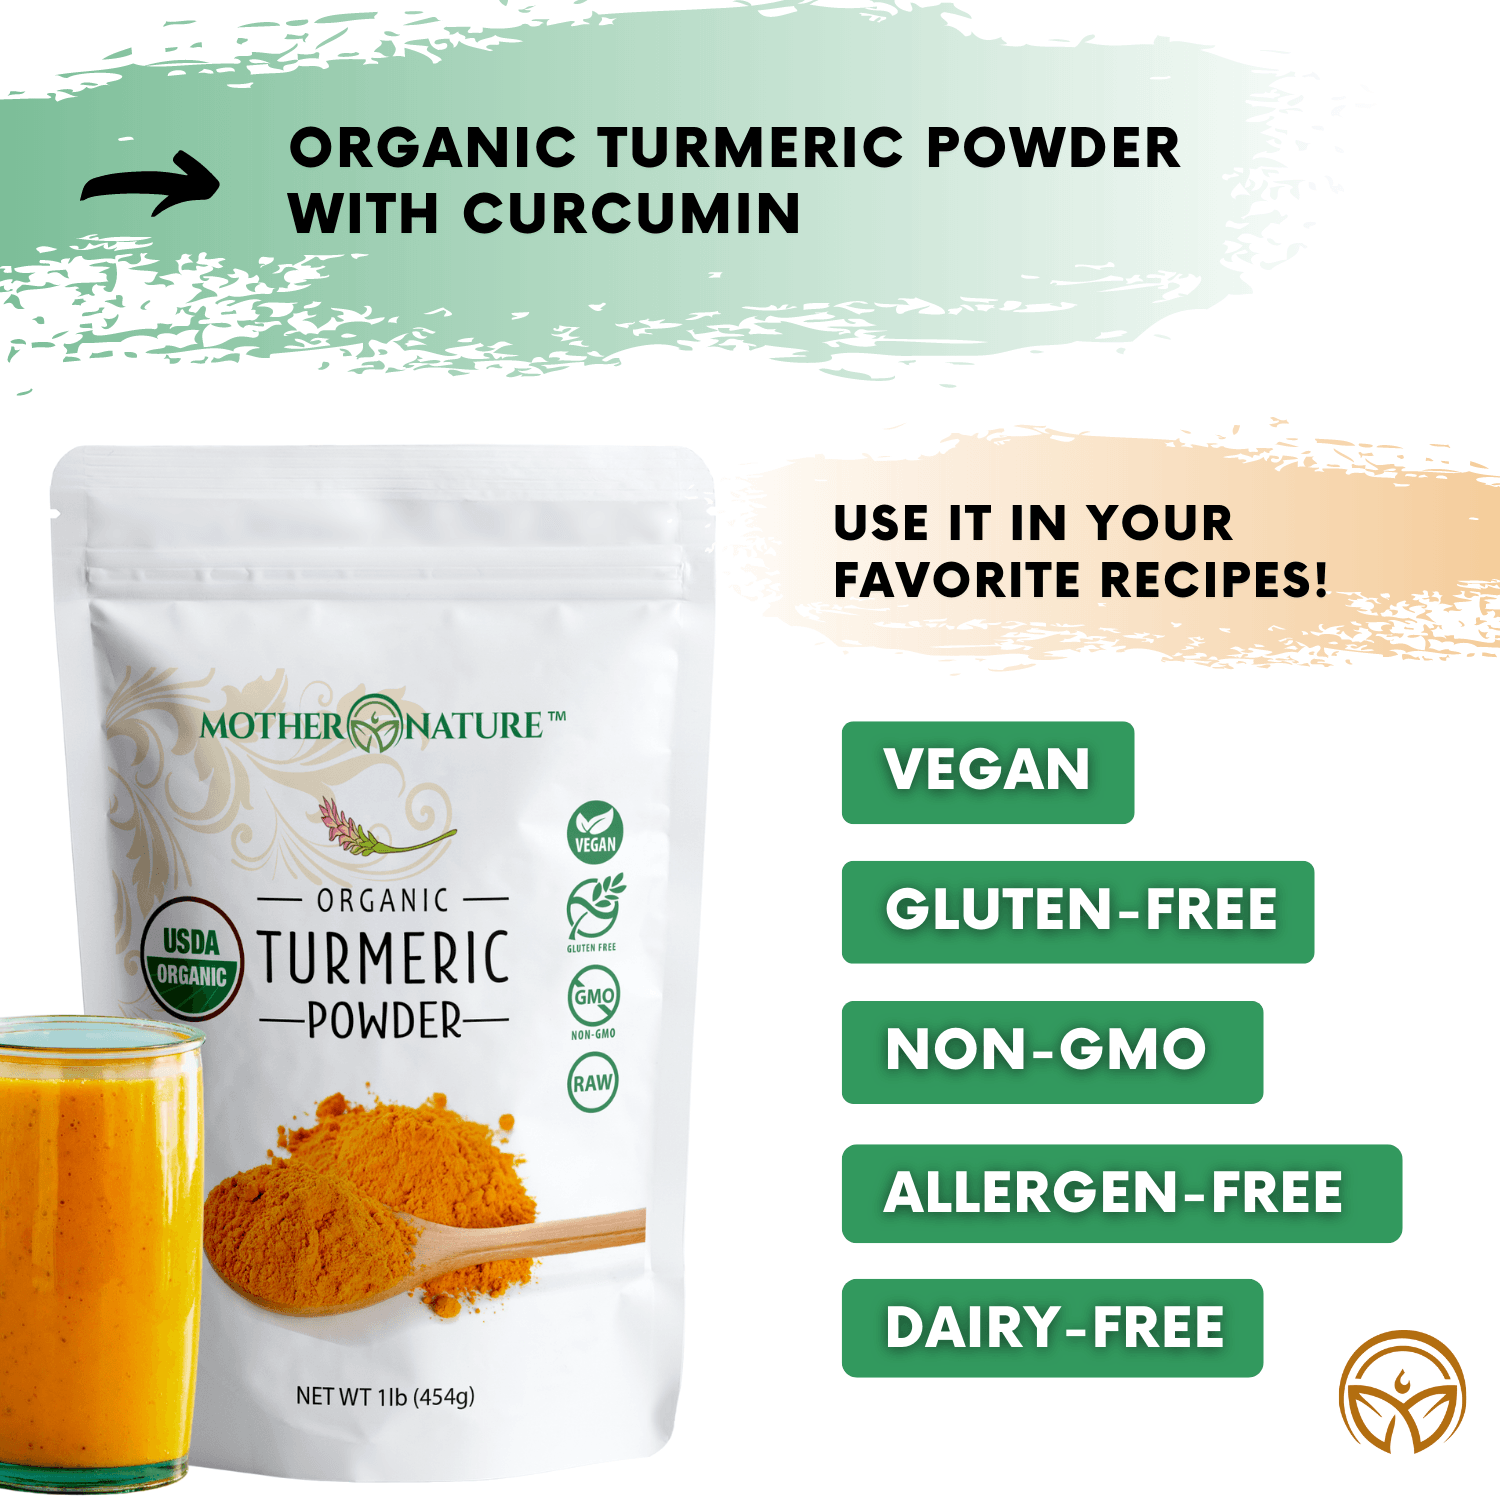 ORGANIC TURMERIC POWDER
WITH CURCUMIN
USE IT IN YOUR
FAVORITE RECIPES!
MOTHER NATURE™
VEGAN
GLUTEN FREE
GMO
NON-GMO
RAW
USDA
ORGANIC
ORGANIC
TURMERIC
POWDER
NET WT 1lb (454g)
VEGAN
GLUTEN-FREE
NON-GMO
ALLERGEN-FREE
DAIRY-FREE